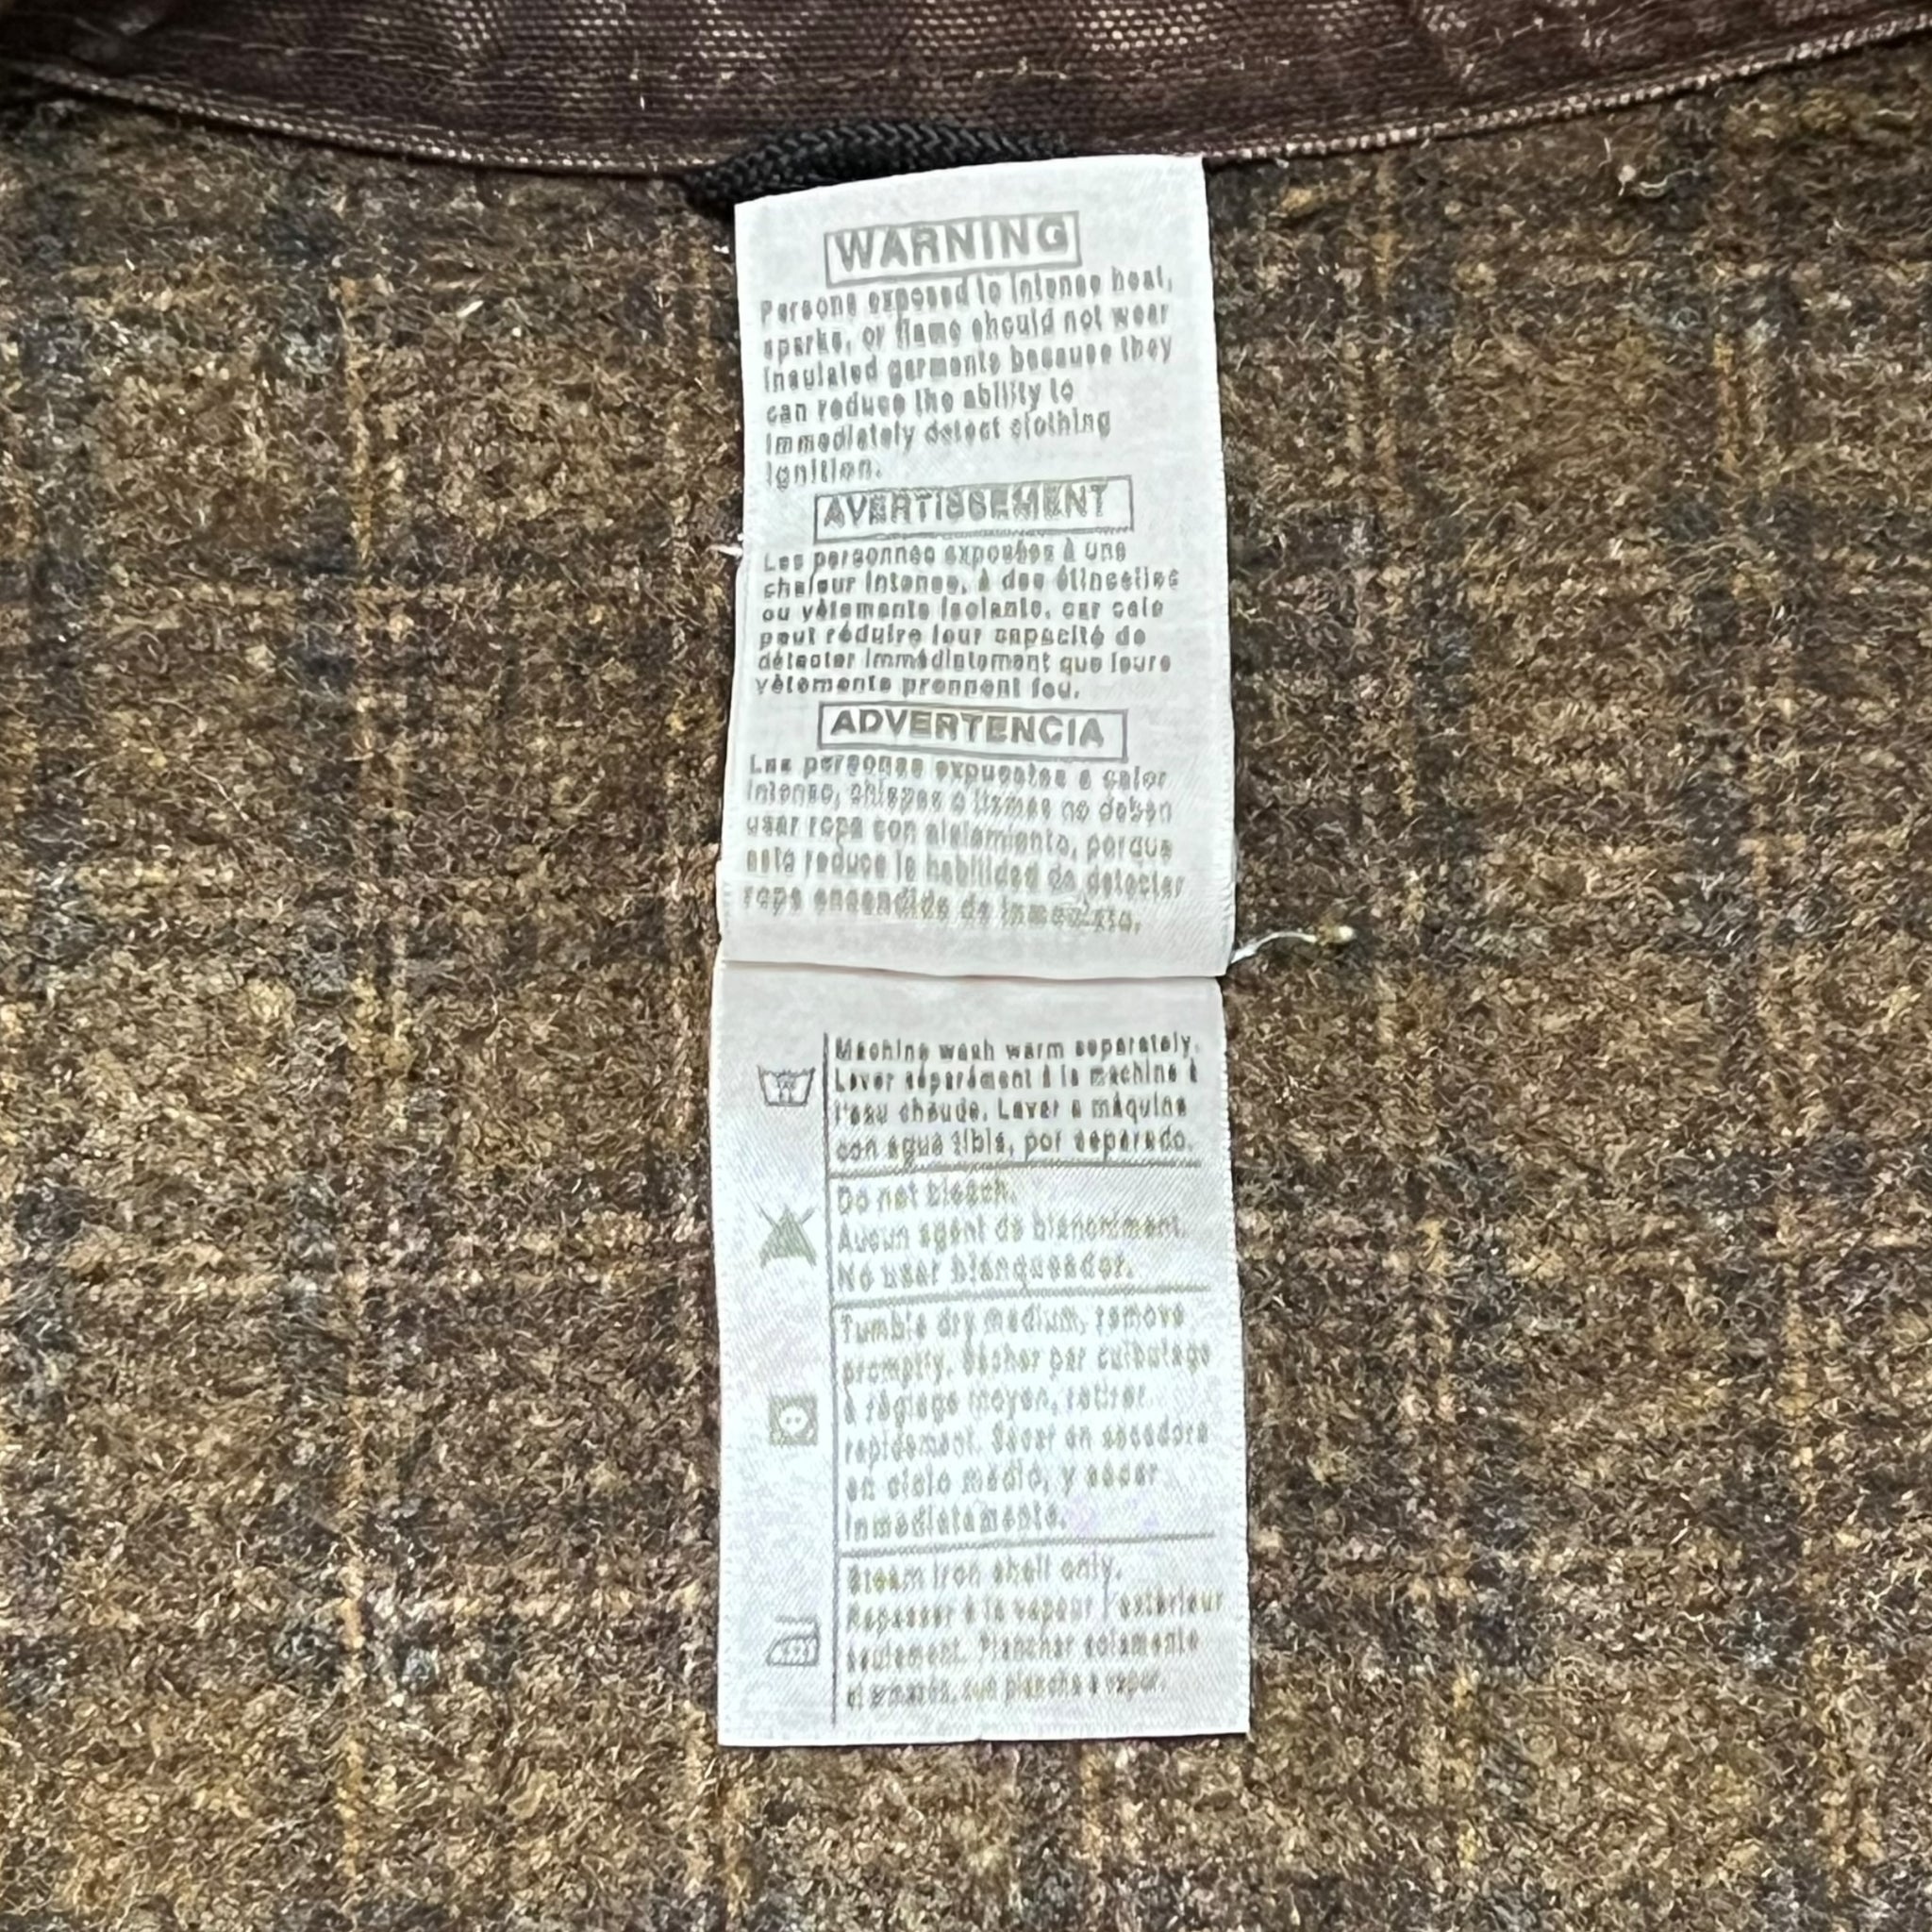 WARNING
Persons exposed to intense heat,
sparks, or flame should not wear
insulated garments because they
can reduce the ability to
immediately detect clothing
ignition.
AVERTISSEMENT
Les personnes exposées à une
chaleur intense, à des étincelles
ou vêtements isolants, car cela
peut réduire leur capacité de
détecter immédiatement que leurs
vêtements prennent feu.
ADVERTENCIA
Las personas expuestas a calor
intenso, chispas o llamas no deben
usar ropa con aislamiento, porque
esto reduce la habilidad de detectar
ropa encendida de inmediato.
Machine wash warm separately.
Laver séparément à la machine à
l'eau chaude. Lavar a máquina
con agua tibia, por separado.
Do not bleach.
Aucun agent de blanchiment.
No usar blanqueador.
Tumble dry medium, remove
promptly. Sécher par culbutage
à réglage moyen, retirer
rapidement. Secar en secadora
en ciclo medio, y sacar
inmediatamente.
Steam iron shell only.
Repasser à la vapeur l'extérieur
seulement. Planchar solamente
plancha a vapor.